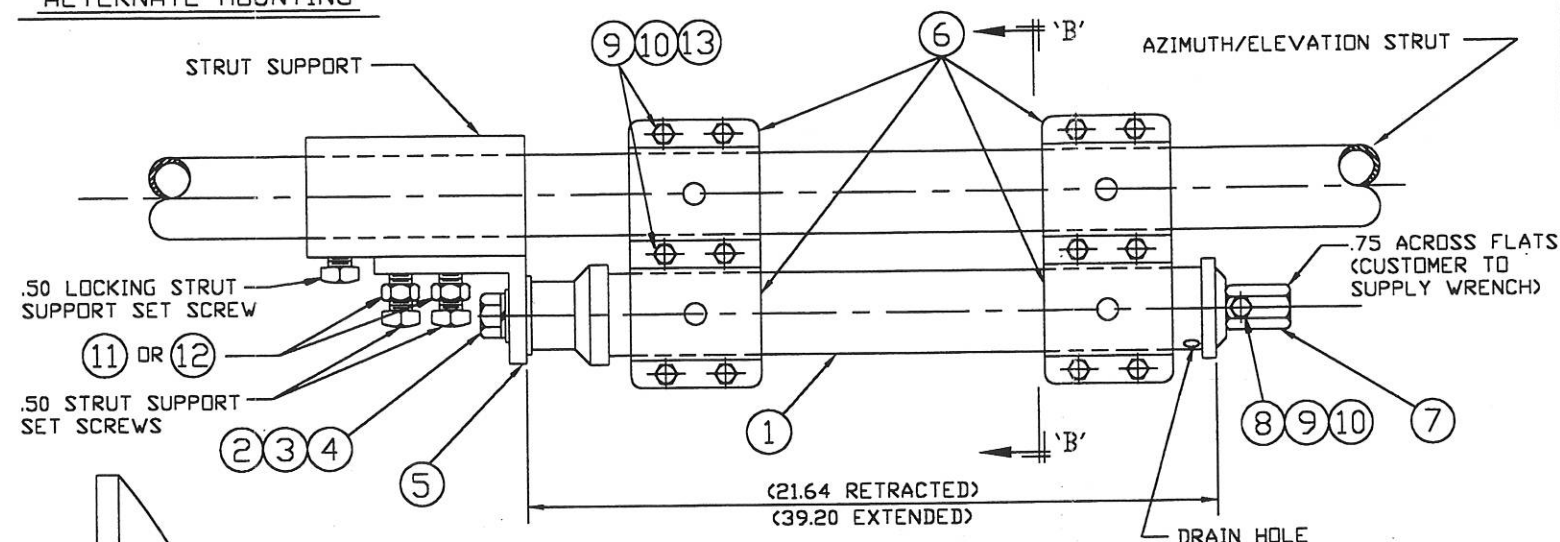 ALTERNATE MOUNTING
STRUT SUPPORT
9 10 13
6
'B'
AZIMUTH/ELEVATION STRUT
.50 LOCKING STRUT
SUPPORT SET SCREW
11 OR 12
.50 STRUT SUPPORT
SET SCREWS
2 3 4
5
1
'B'
.75 ACROSS FLATS
(CUSTOMER TO
SUPPLY WRENCH)
8 9 10
7
(21.64 RETRACTED)
(39.20 EXTENDED)
DRAIN HOLE